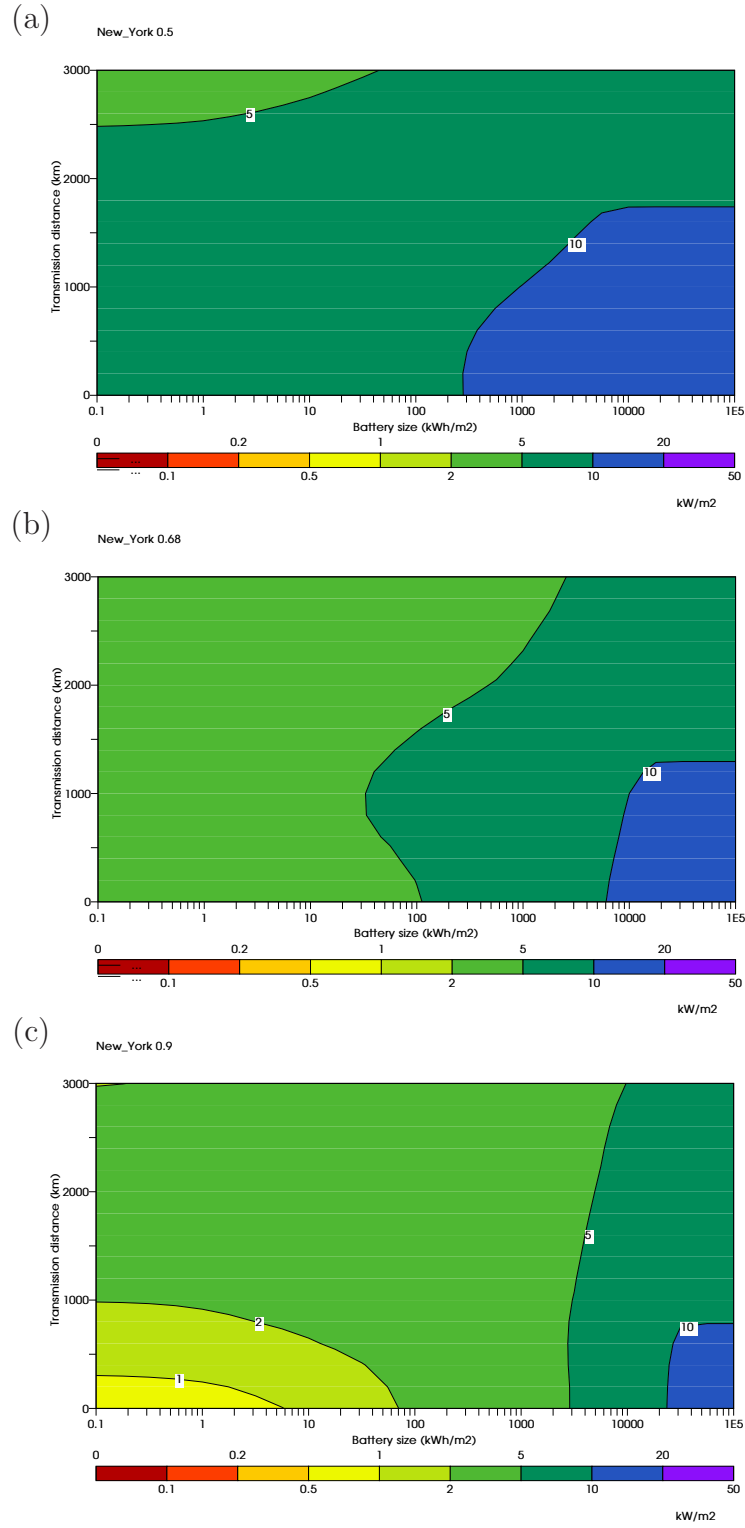 (a)
New_York 0.5
3000
2000
1000
0
Transmission distance (km)
5
10
0.1 1 10 100 1000 10000 1E5
Battery size (kWh/m2)
0 0.2 1 5 20
... 
... 0.1 0.5 2 10 50
kW/m2
(b)
New_York 0.68
3000
2000
1000
0
Transmission distance (km)
5
10
0.1 1 10 100 1000 10000 1E5
Battery size (kWh/m2)
0 0.2 1 5 20
...
... 0.1 0.5 2 10 50
kW/m2
(c)
New_York 0.9
3000
2000
1000
0
Transmission distance (km)
5
2
10
1
0.1 1 10 100 1000 10000 1E5
Battery size (kWh/m2)
0 0.2 1 5 20
0.1 0.5 2 10 50
kW/m2